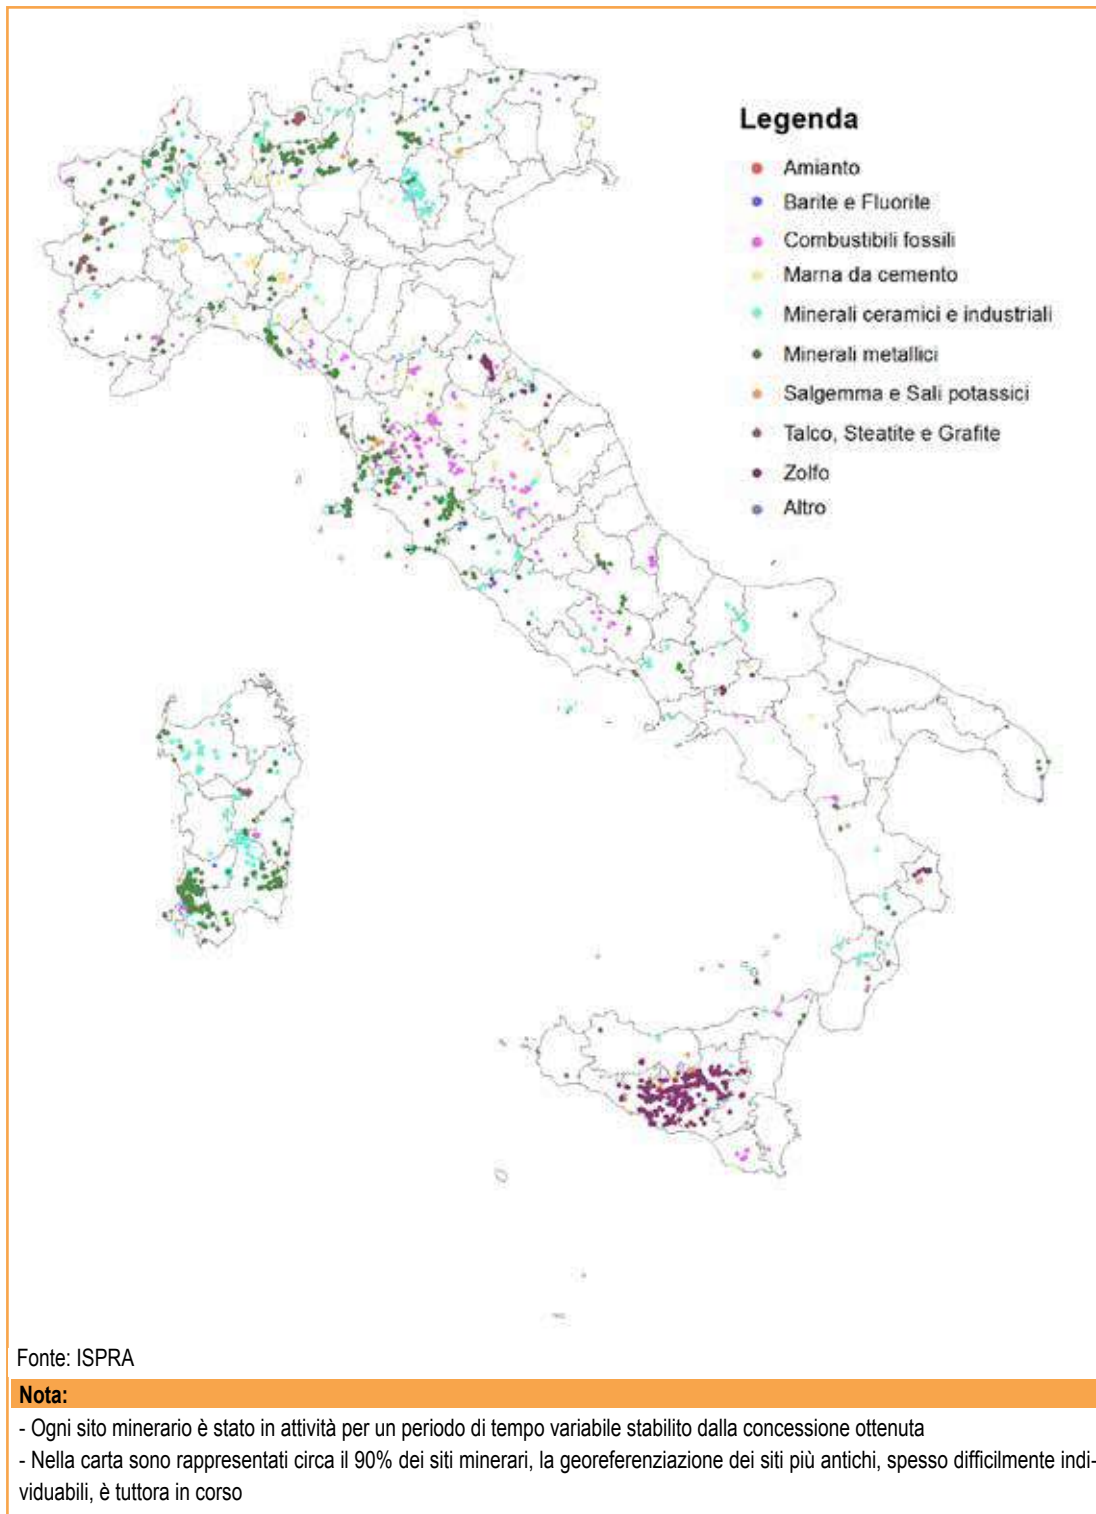 Legenda
Amianto
Barite e Fluorite
Combustibili fossili
Marna da cemento
Minerali ceramici e industriali
Minerali metallici
Salgemma e Sali potassici
Talco, Steatite e Grafite
Zolfo
Altro
Fonte: ISPRA
Nota:
- Ogni sito minerario è stato in attività per un periodo di tempo variabile stabilito dalla concessione ottenuta
- Nella carta sono rappresentati circa il 90% dei siti minerari, la georeferenziazione dei siti più antichi, spesso difficilmente indi-
viduabili, è tuttora in corso